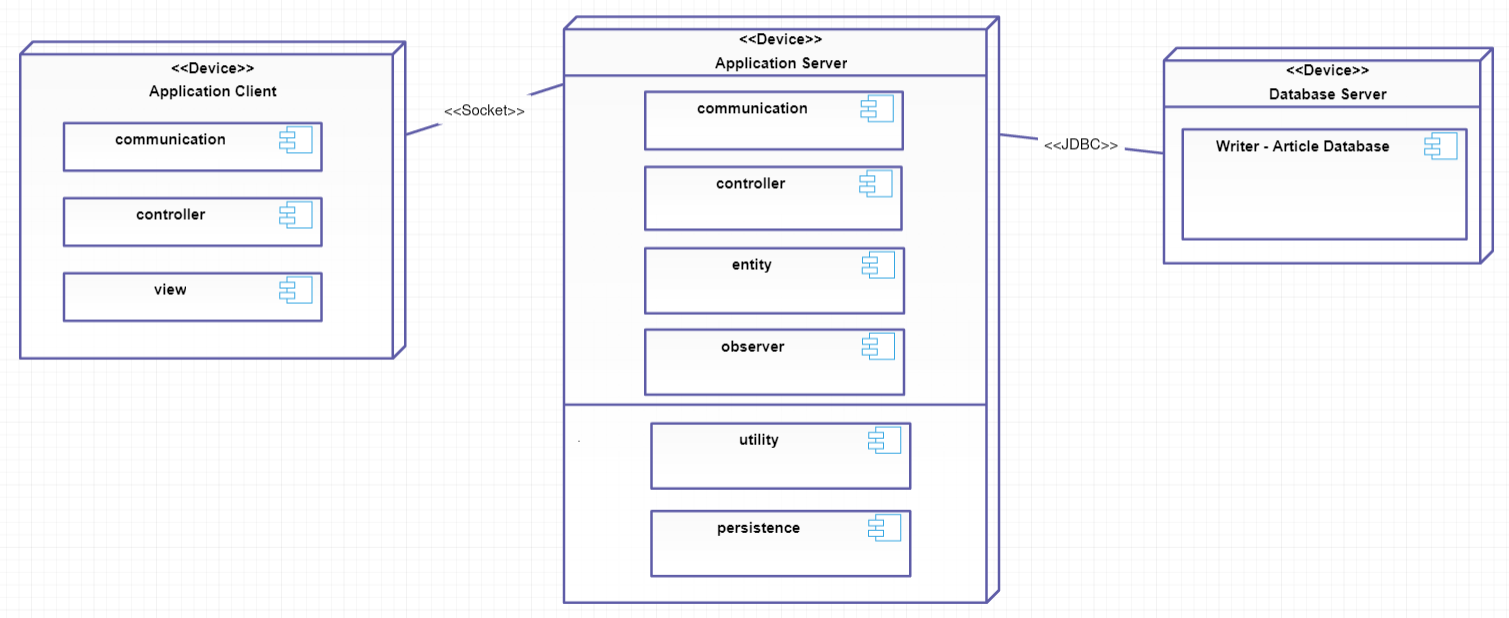 <<Device>>
Application Client
communication
controller
view
<<Socket>>
<<Device>>
Application Server
communication
controller
entity
observer
utility
persistence
<<JDBC>>
<<Device>>
Database Server
Writer - Article Database